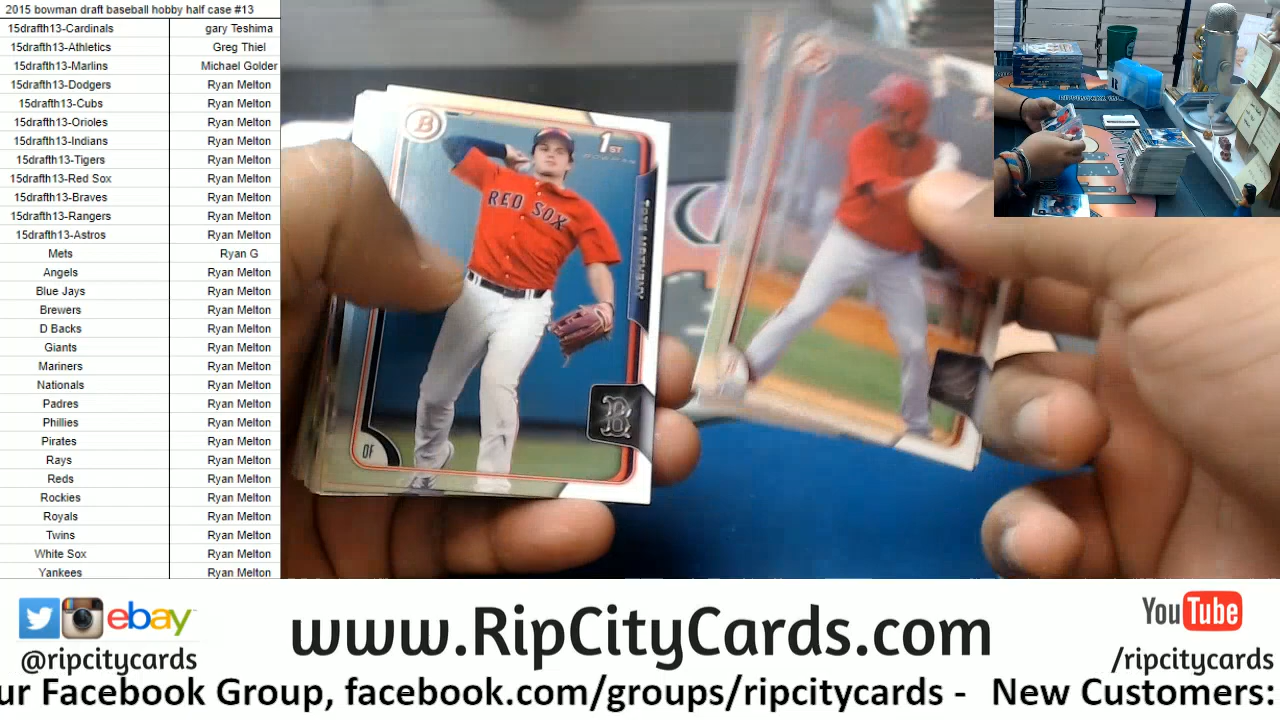 2015 bowman draft baseball hobby half case #13
15drafth13-Cardinals gary Teshima
15drafth13-Athletics Greg Thiel
15drafth13-Marlins Michael Golder
15drafth13-Dodgers Ryan Melton
15drafth13-Cubs Ryan Melton
15drafth13-Orioles Ryan Melton
15drafth13-Indians Ryan Melton
15drafth13-Tigers Ryan Melton
15drafth13-Red Sox Ryan Melton
15drafth13-Braves Ryan Melton
15drafth13-Rangers Ryan Melton
15drafth13-Astros Ryan Melton
Mets Ryan G
Angels Ryan Melton
Blue Jays Ryan Melton
Brewers Ryan Melton
D Backs Ryan Melton
Giants Ryan Melton
Mariners Ryan Melton
Nationals Ryan Melton
Padres Ryan Melton
Phillies Ryan Melton
Pirates Ryan Melton
Rays Ryan Melton
Reds Ryan Melton
Rockies Ryan Melton
Royals Ryan Melton
Twins Ryan Melton
White Sox Ryan Melton
Yankees Ryan Melton
B
1ST
BOWMAN
RED SOX
B
OF
ebay
@ripcitycards
www.RipCityCards.com
YouTube
/ripcitycards
ur Facebook Group, facebook.com/groups/ripcitycards - New Customers: